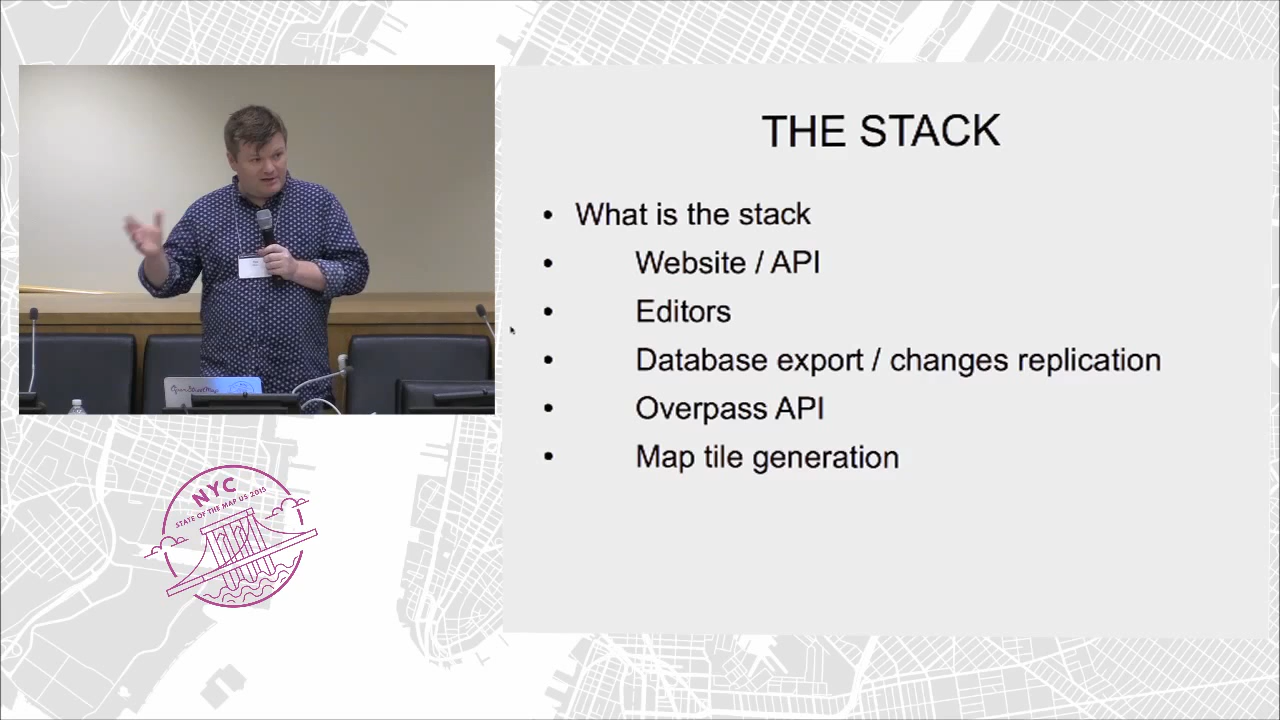 THE STACK
• What is the stack
• Website / API
• Editors
• Database export / changes replication
• Overpass API
• Map tile generation
OpenStreetMap
NYC
STATE OF THE MAP US 2015